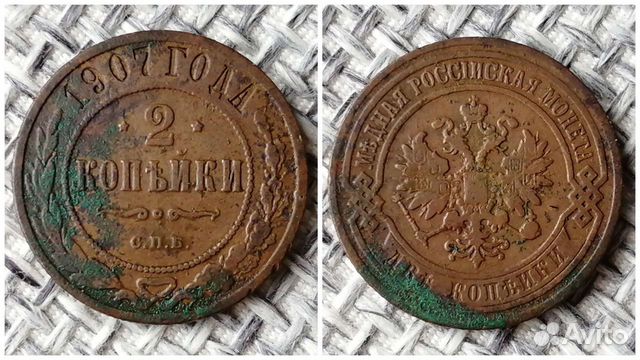 1907 ГОДА
2
КОПѢЙКИ
С.П.Б.
МѢДНАЯ РОССІЙСКАЯ МОНЕТА
ДВѢ КОПѢЙКИ
Avito